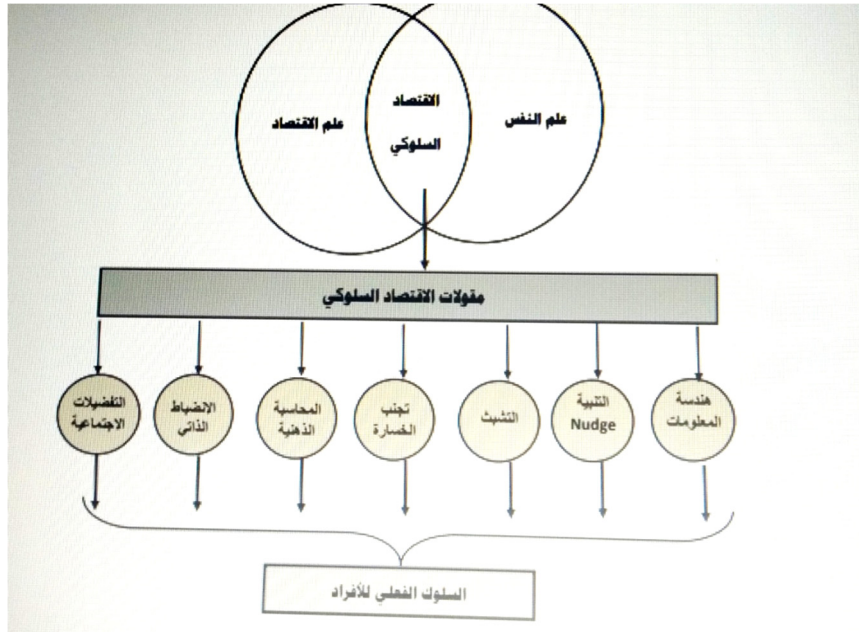 علم النفس
الاقتصاد
السلوكي
علم الاقتصاد
مقولات الاقتصاد السلوكي
هندسة
المعلومات
التنبية
Nudge
التشبث
تجنب
الخسارة
المحاسبة
الذهنية
الانضباط
الذاتي
التفضيلات
الاجتماعية
السلوك الفعلي للأفراد